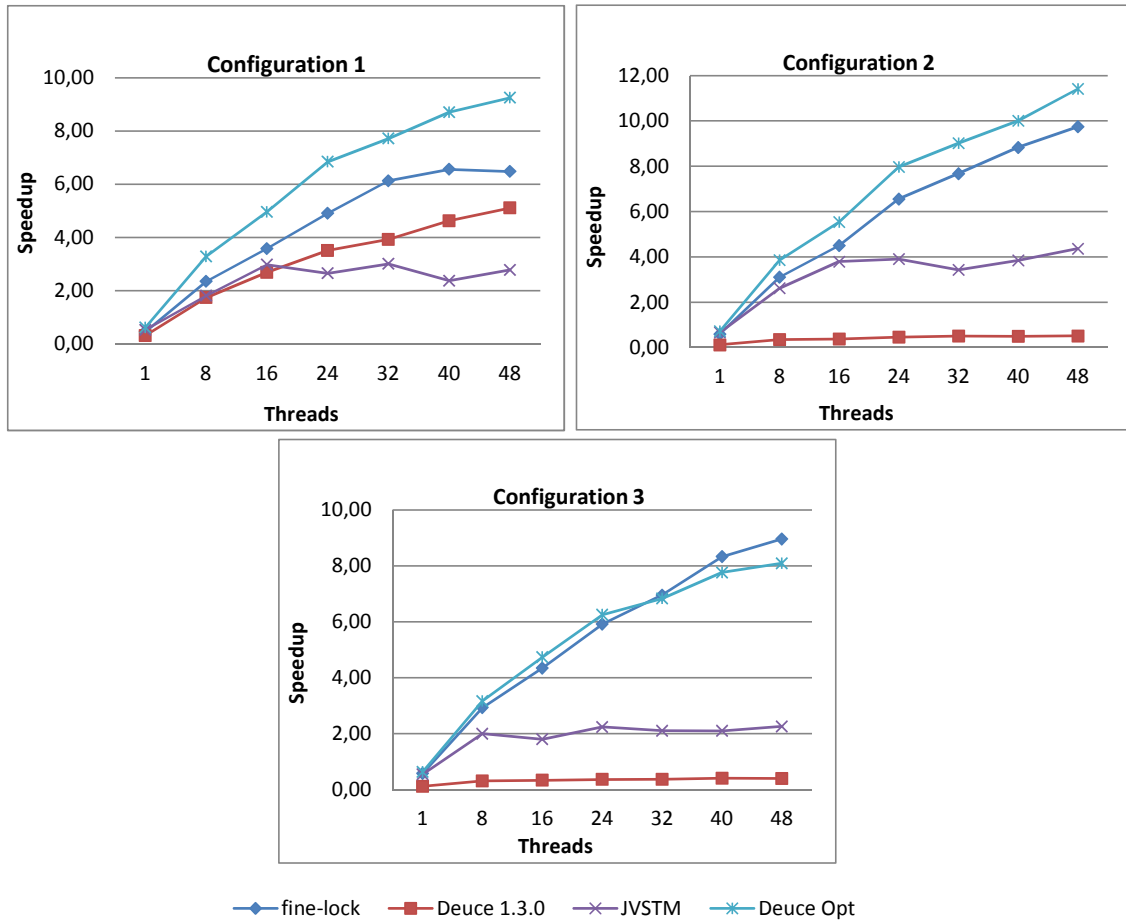 Configuration 1
10,00
8,00
6,00
4,00
2,00
0,00
Speedup
1 8 16 24 32 40 48
Threads
Configuration 2
12,00
10,00
8,00
6,00
4,00
2,00
0,00
Speedup
1 8 16 24 32 40 48
Threads
Configuration 3
10,00
8,00
6,00
4,00
2,00
0,00
Speedup
1 8 16 24 32 40 48
Threads
fine-lock Deuce 1.3.0 JVSTM Deuce Opt